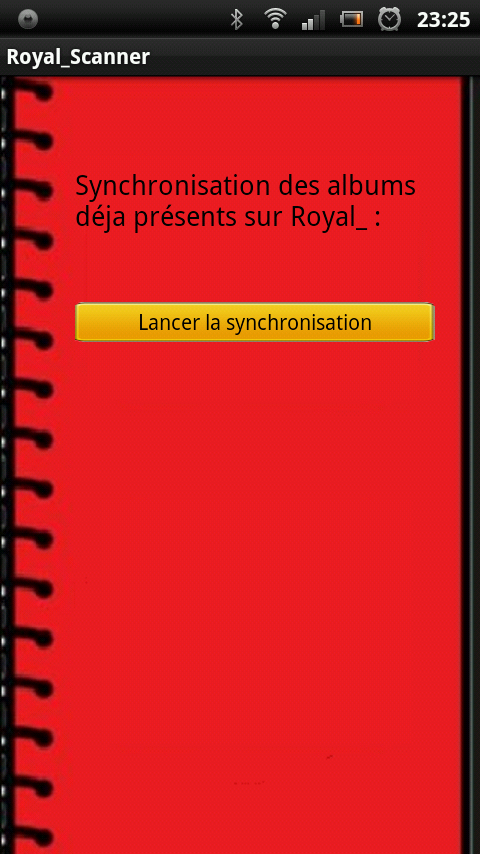 23:25
Royal_Scanner
Synchronisation des albums
déja présents sur Royal_ :
Lancer la synchronisation